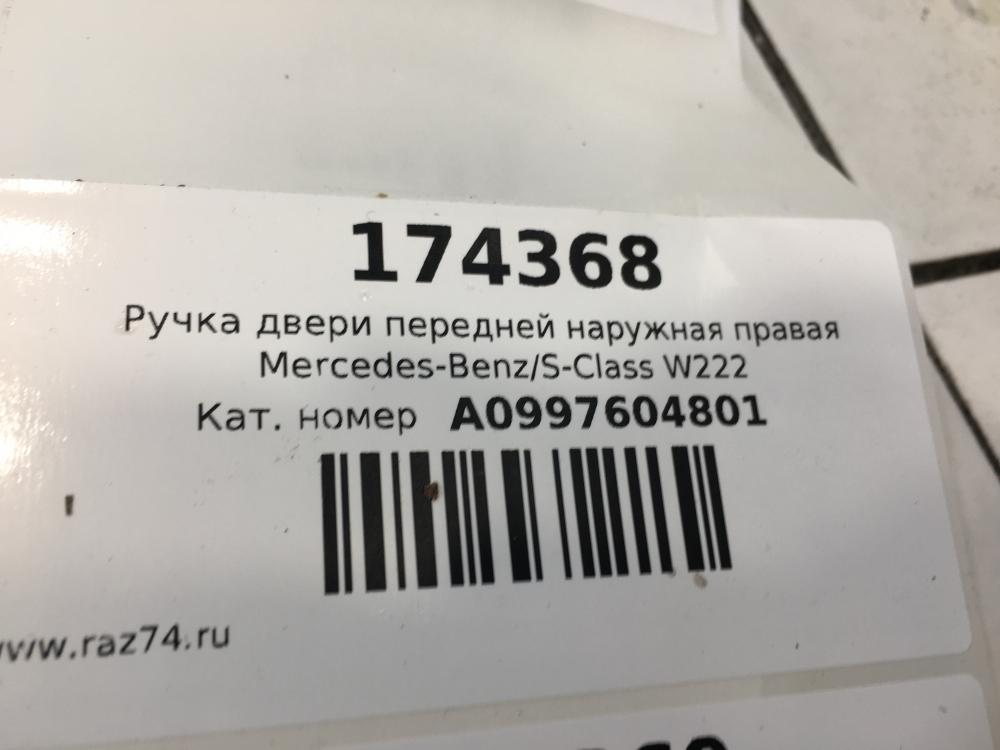 174368
Ручка двери передней наружная правая
Mercedes-Benz/S-Class W222
Кат. номер A0997604801
www.raz74.ru